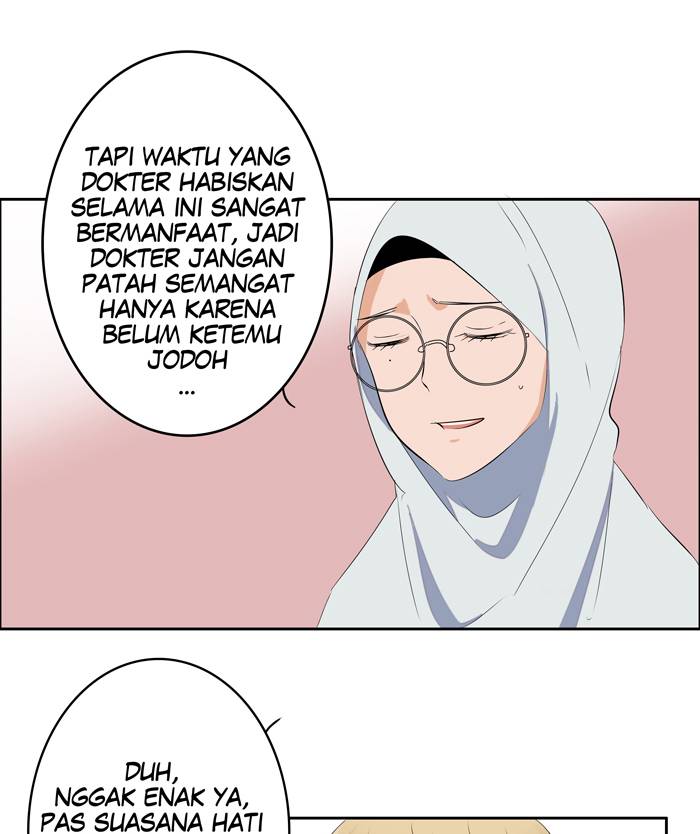 TAPI WAKTU YANG
DOKTER HABISKAN
SELAMA INI SANGAT
BERMANFAAT, JADI
DOKTER JANGAN
PATAH SEMANGAT
HANYA KARENA
BELUM KETEMU
JODOH
...
DUH,
NGGAK ENAK YA,
PAS SUASANA HATI